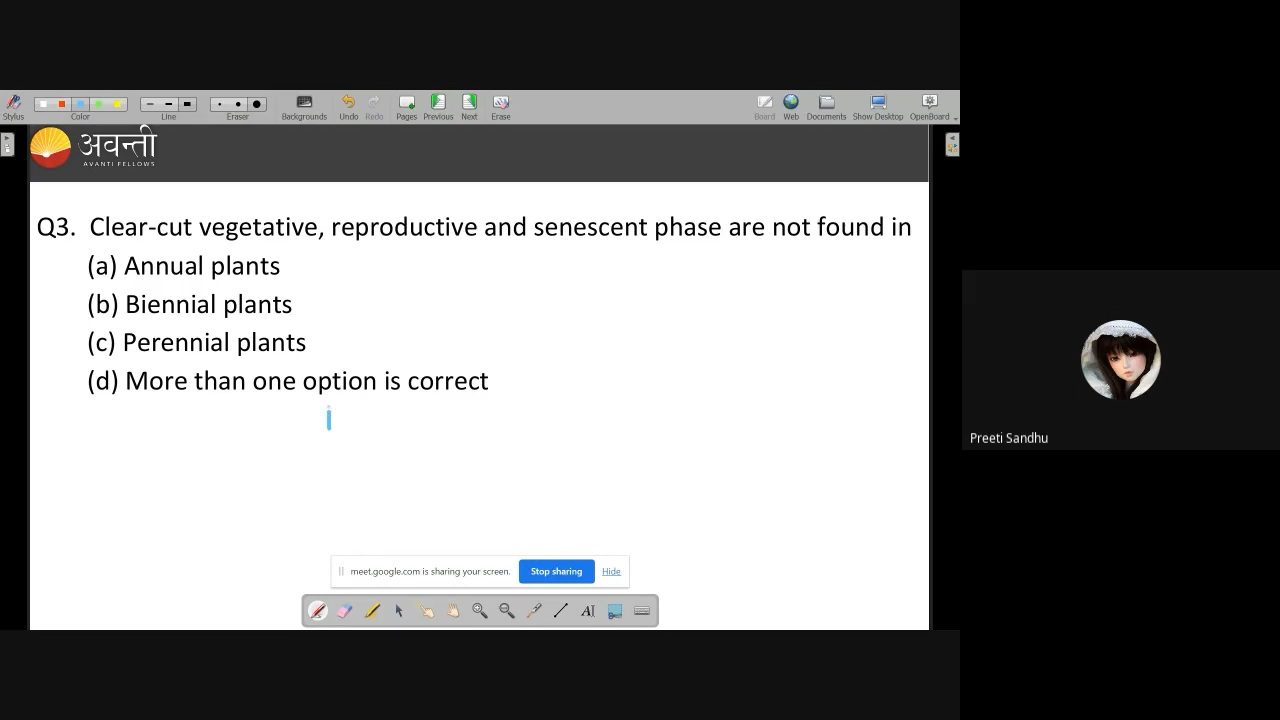 Stylus Color Line Eraser Backgrounds Undo Redo Pages Previous Next Erase Board Web Documents Show Desktop OpenBoard
अवन्ती
AVANTI FELLOWS
Q3. Clear-cut vegetative, reproductive and senescent phase are not found in
(a) Annual plants
(b) Biennial plants
(c) Perennial plants
(d) More than one option is correct
Preeti Sandhu
meet.google.com is sharing your screen. Stop sharing Hide
AI